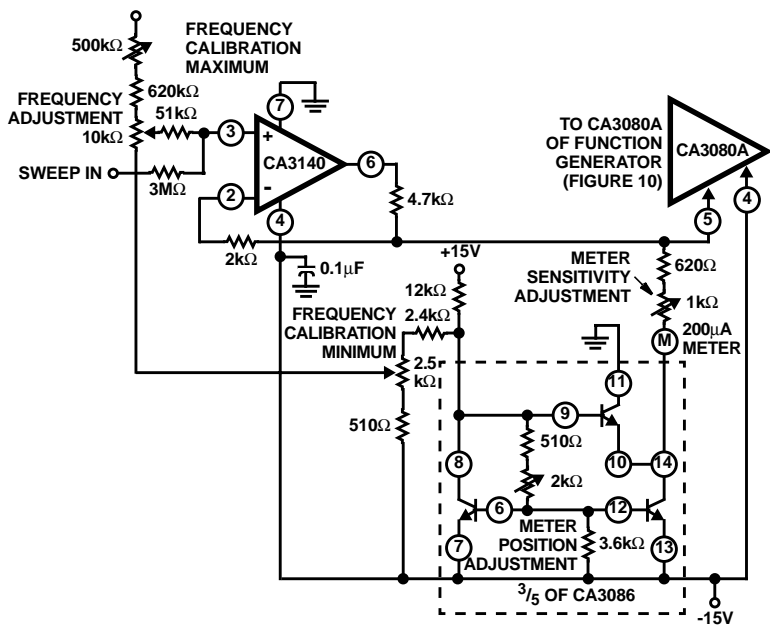 500kΩ
FREQUENCY
CALIBRATION
MAXIMUM
620kΩ
FREQUENCY
ADJUSTMENT
10kΩ
51kΩ
SWEEP IN
3MΩ
7
3
+
CA3140
6
2
-
4
4.7kΩ
2kΩ
0.1μF
TO CA3080A
OF FUNCTION
GENERATOR
(FIGURE 10)
CA3080A
5
4
+15V
12kΩ
2.4kΩ
FREQUENCY
CALIBRATION
MINIMUM
2.5
kΩ
510Ω
METER
SENSITIVITY
ADJUSTMENT
620Ω
1kΩ
200μA
METER
M
11
9
510Ω
10
14
8
2kΩ
6
12
7
METER
POSITION
ADJUSTMENT
3.6kΩ
13
3/5 OF CA3086
-15V